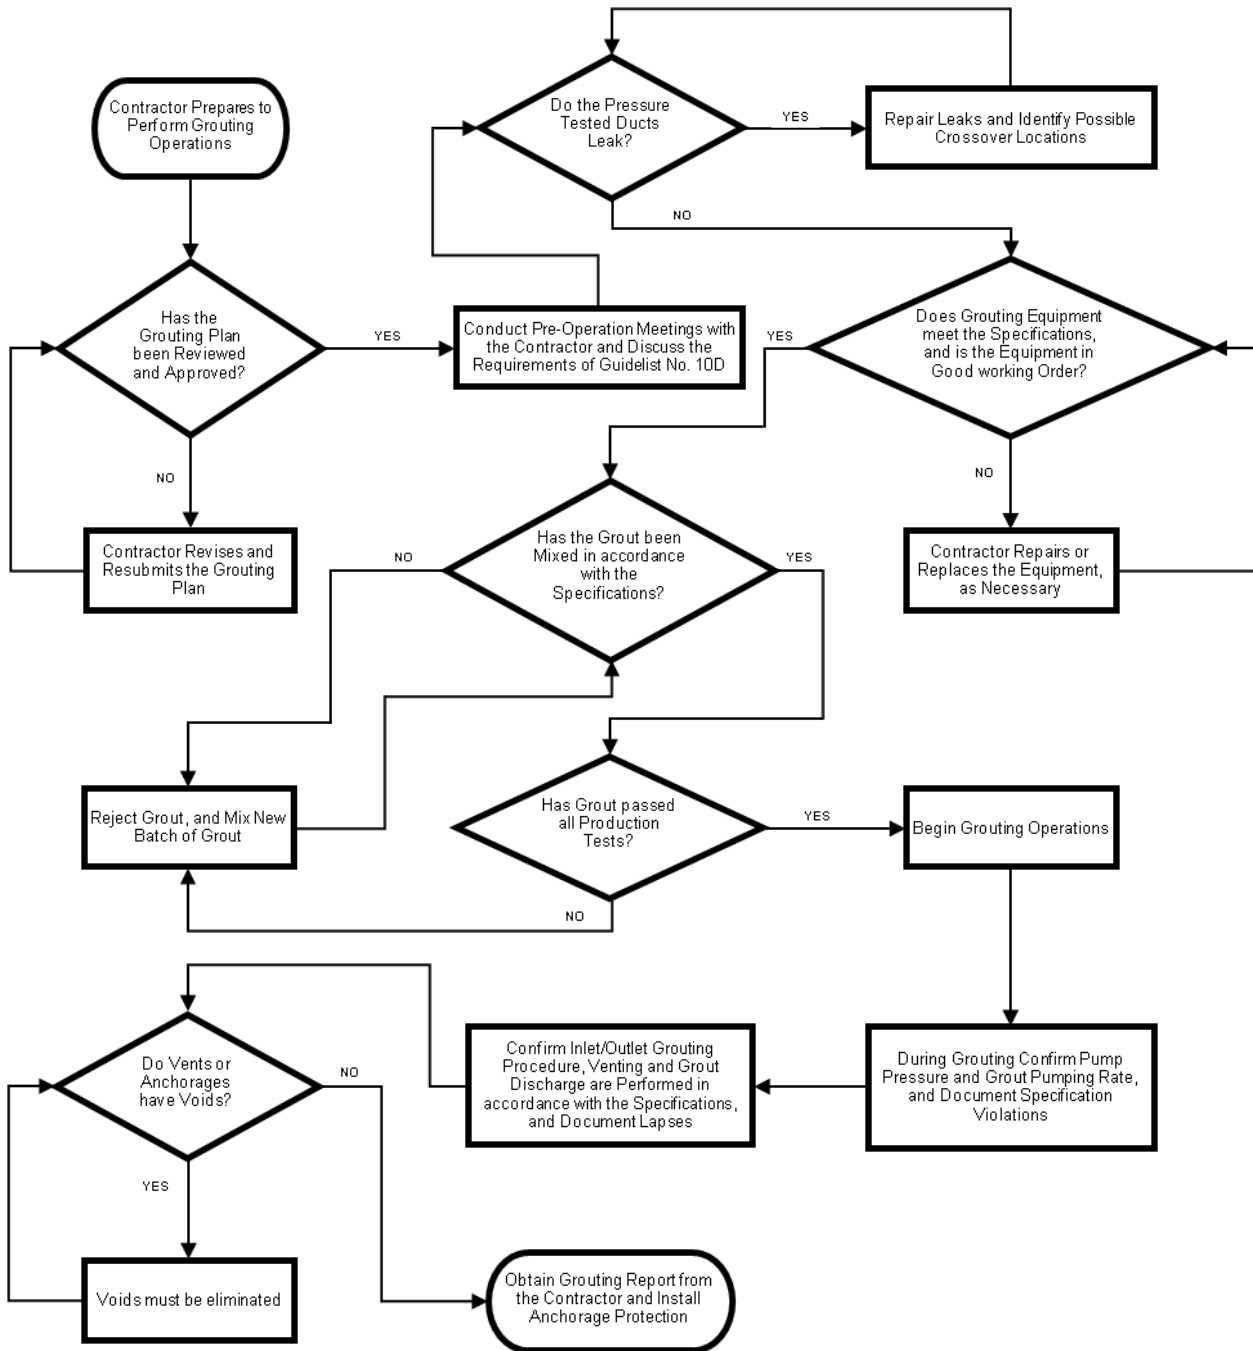 Contractor Prepares to
Perform Grouting
Operations
Has the
Grouting Plan
been Reviewed
and Approved?
NO
Contractor Revises and
Resubmits the Grouting
Plan
YES
Conduct Pre-Operation Meetings with
the Contractor and Discuss the
Requirements of Guidelist No. 10D
Do the Pressure
Tested Ducts
Leak?
YES
Repair Leaks and Identify Possible
Crossover Locations
NO
Does Grouting Equipment
meet the Specifications,
and is the Equipment in
Good working Order?
NO
Contractor Repairs or
Replaces the Equipment,
as Necessary
YES
Has the Grout been
Mixed in accordance
with the
Specifications?
NO
Reject Grout, and Mix New
Batch of Grout
YES
Has Grout passed
all Production
Tests?
NO
YES
Begin Grouting Operations
During Grouting Confirm Pump
Pressure and Grout Pumping Rate,
and Document Specification
Violations
Confirm Inlet/Outlet Grouting
Procedure, Venting and Grout
Discharge are Performed in
accordance with the Specifications,
and Document Lapses
Do Vents or
Anchorages
have Voids?
YES
Voids must be eliminated
NO
Obtain Grouting Report from
the Contractor and Install
Anchorage Protection